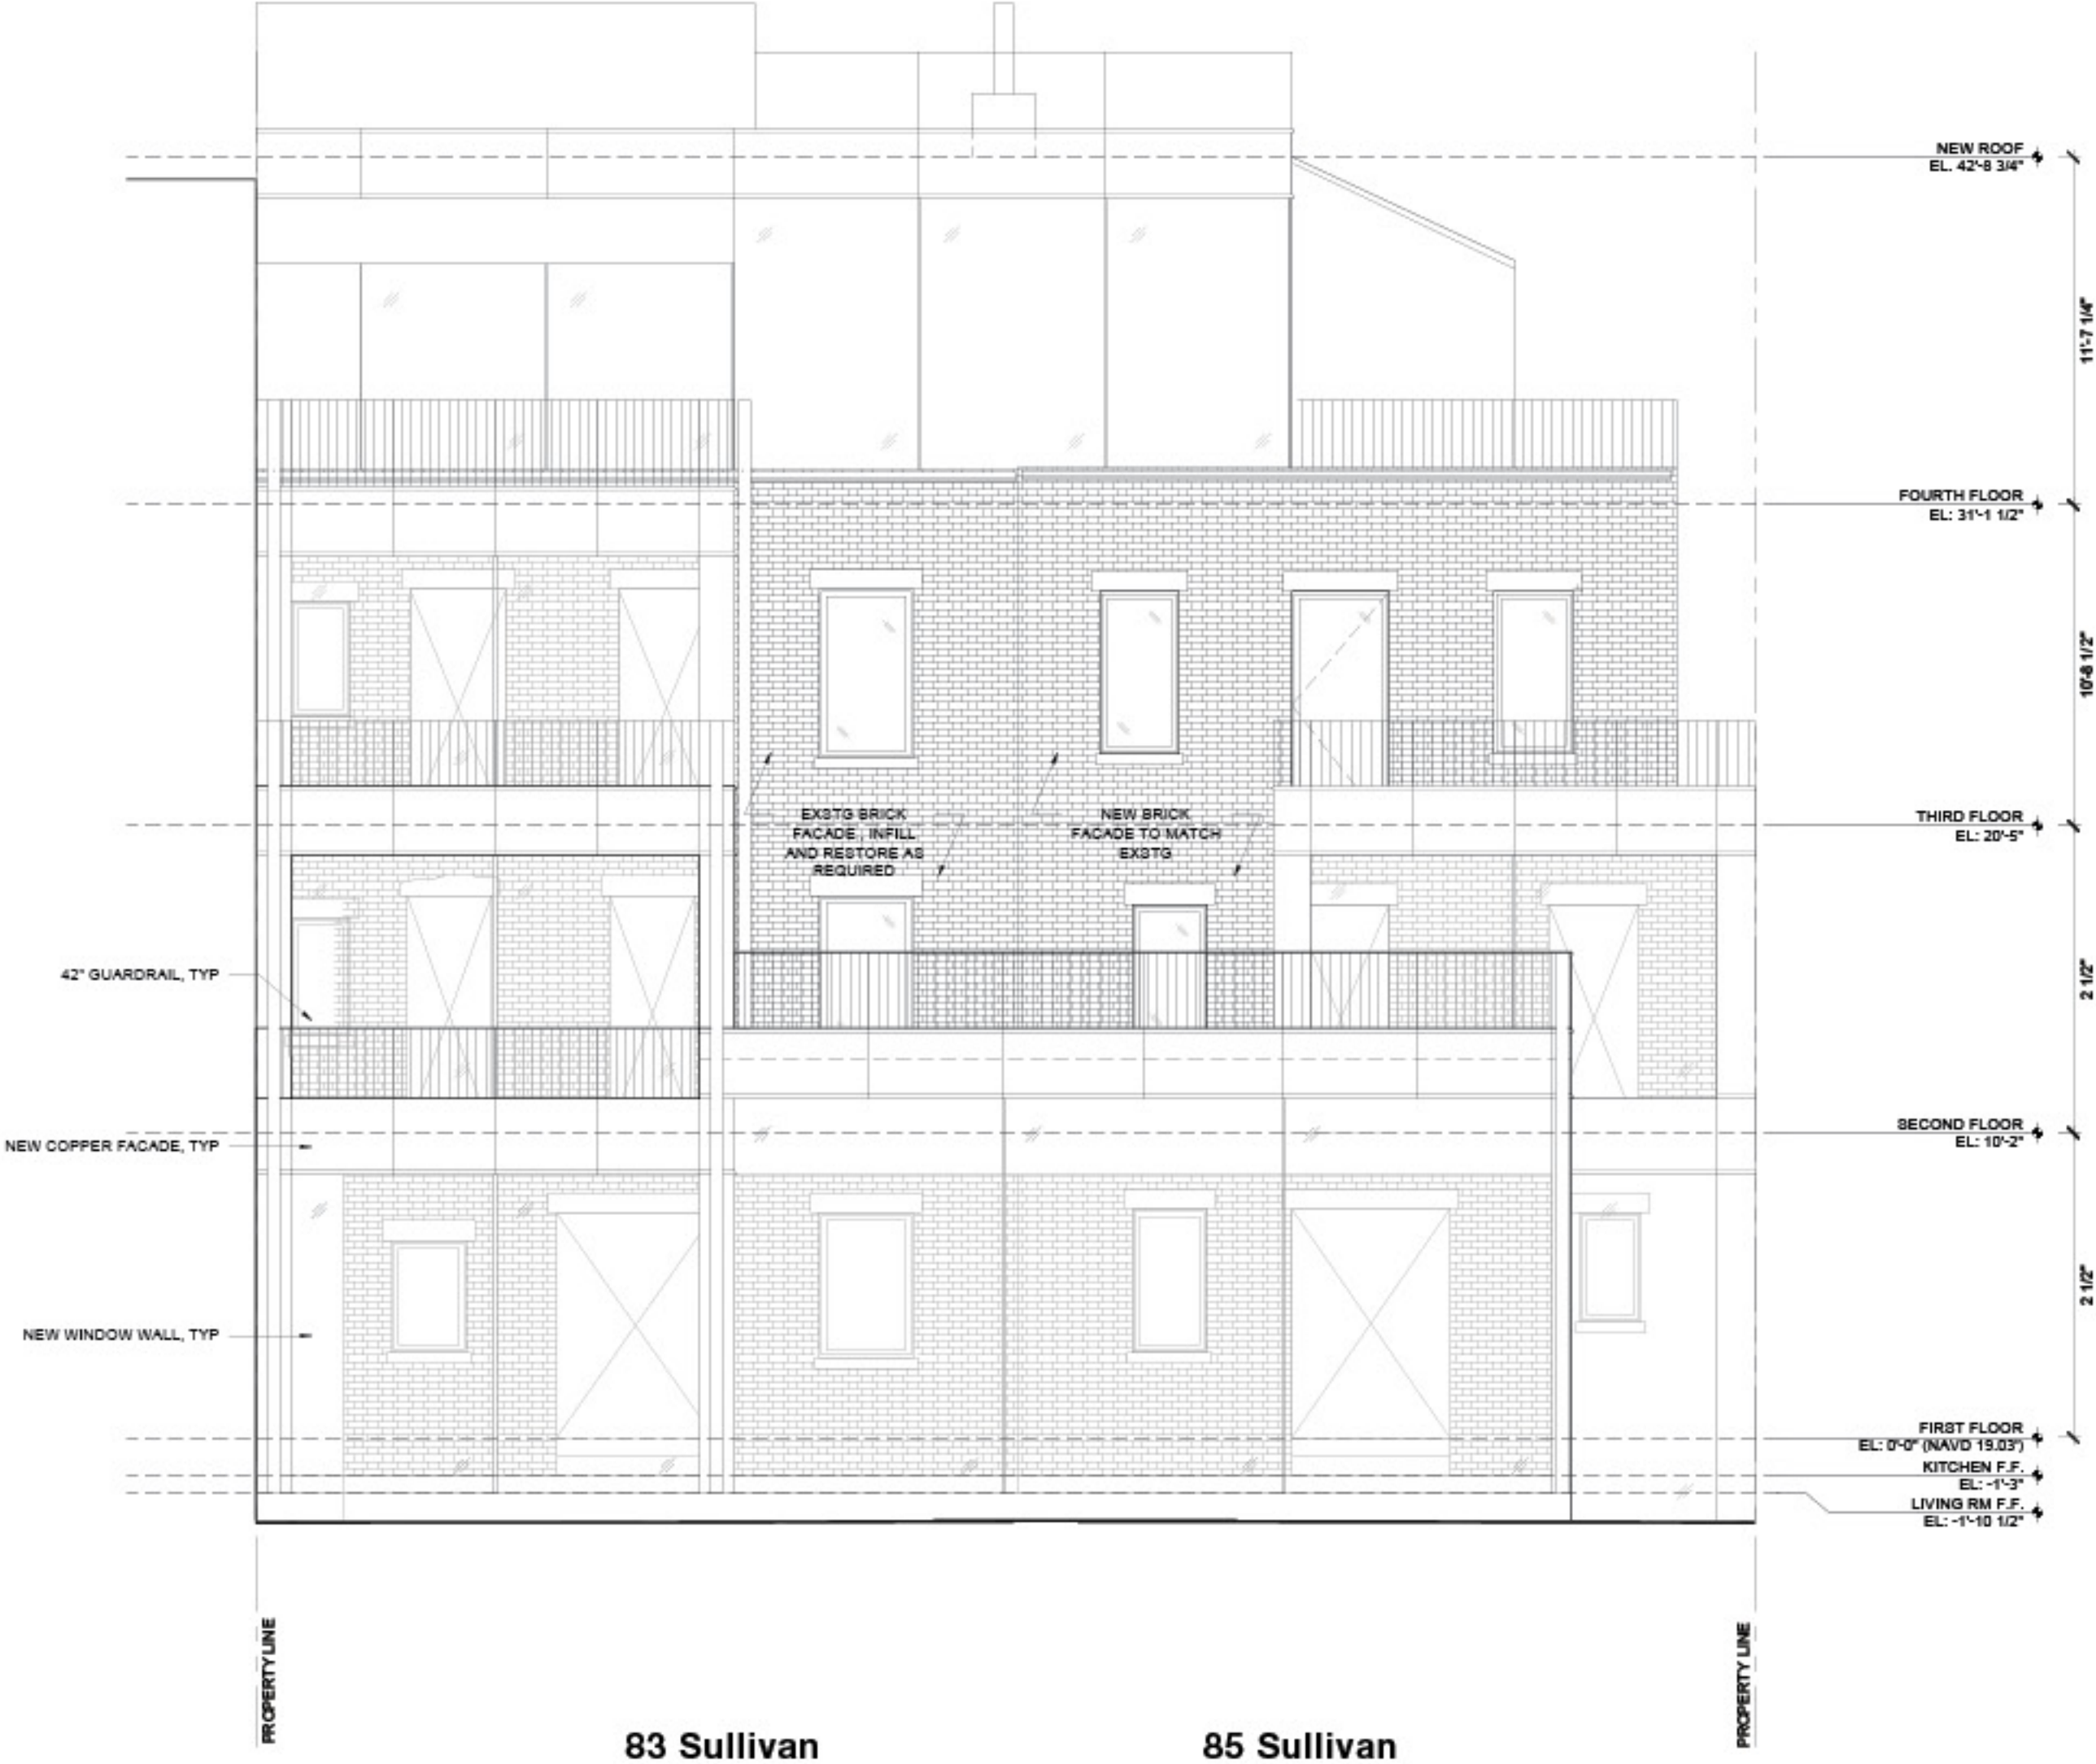 NEW ROOF
EL. 42'-8 3/4"
11'-7 1/4"
FOURTH FLOOR
EL: 31'-1 1/2"
10'-8 1/2"
EXSTG BRICK
FACADE, INFILL
AND RESTORE AS
REQUIRED
NEW BRICK
FACADE TO MATCH
EXSTG
THIRD FLOOR
EL: 20'-5"
42" GUARDRAIL, TYP
2 1/2"
NEW COPPER FACADE, TYP
SECOND FLOOR
EL: 10'-2"
2 1/2"
NEW WINDOW WALL, TYP
FIRST FLOOR
EL: 0'-0" (NAVD 19.03')
KITCHEN F.F.
EL: -1'-3"
LIVING RM F.F.
EL: -1'-10 1/2"
PROPERTY LINE
PROPERTY LINE
83 Sullivan
85 Sullivan